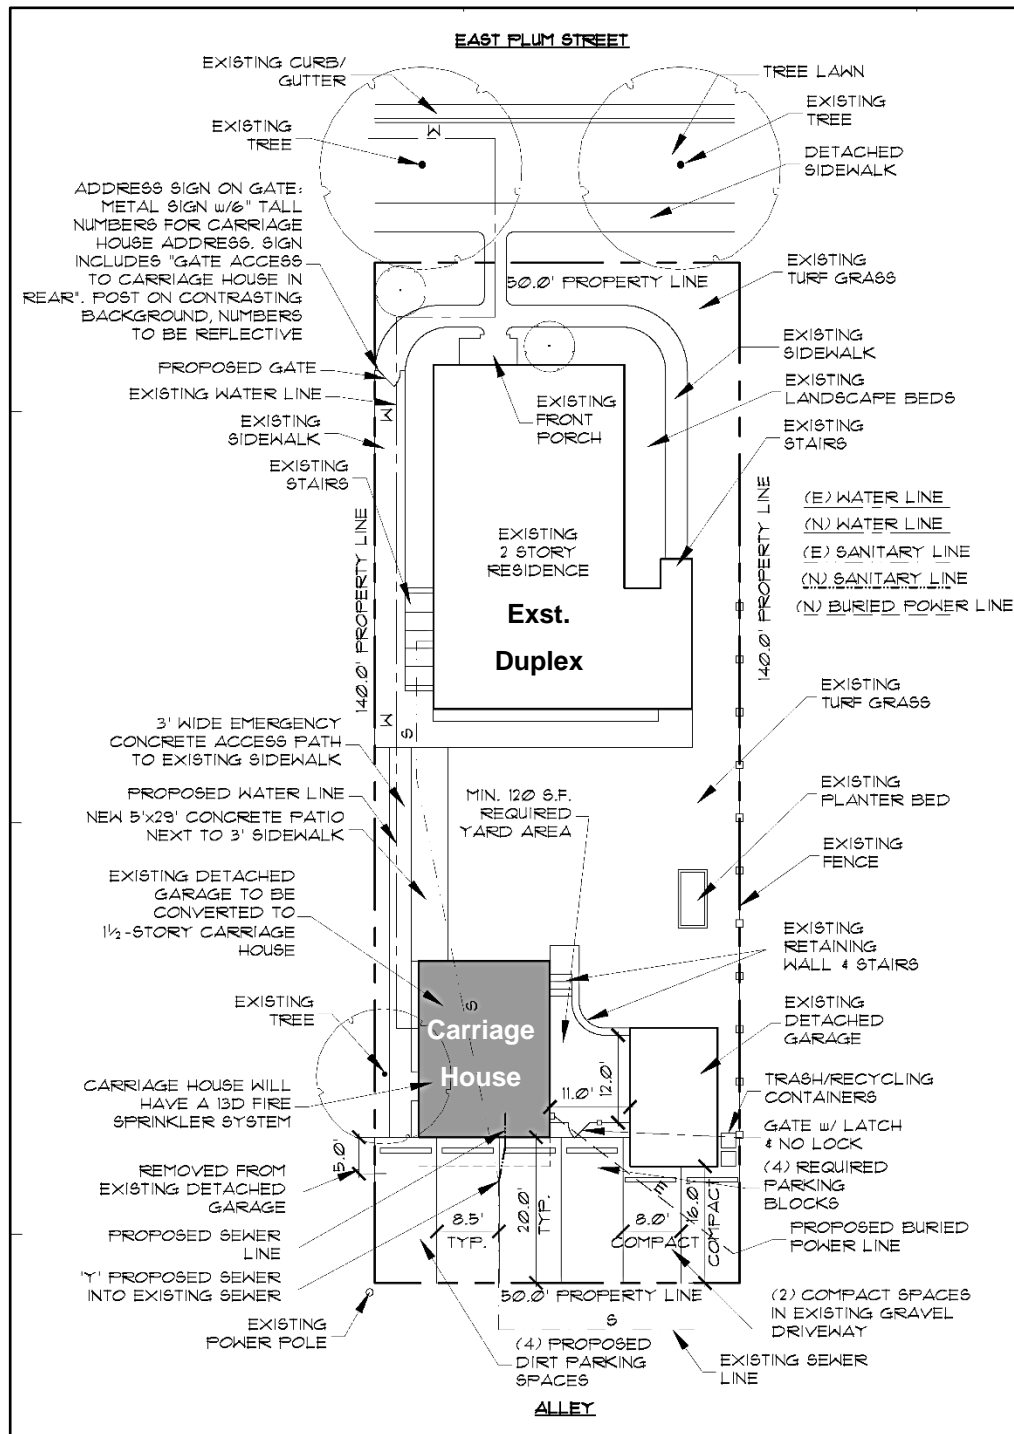 EAST PLUM STREET
EXISTING CURB/
GUTTER
TREE LAWN
EXISTING
TREE
EXISTING
TREE
DETACHED
SIDEWALK
W
ADDRESS SIGN ON GATE:
METAL SIGN W/6" TALL
NUMBERS FOR CARRIAGE
HOUSE ADDRESS. SIGN
INCLUDES "GATE ACCESS
TO CARRIAGE HOUSE IN
REAR". POST ON CONTRASTING
BACKGROUND, NUMBERS
TO BE REFLECTIVE
50.0' PROPERTY LINE
EXISTING
TURF GRASS
EXISTING
SIDEWALK
PROPOSED GATE
EXISTING WATER LINE
EXISTING
LANDSCAPE BEDS
EXISTING
FRONT
PORCH
W
EXISTING
SIDEWALK
EXISTING
STAIRS
EXISTING
STAIRS
140.0' PROPERTY LINE
140.0' PROPERTY LINE
(E) WATER LINE
(N) WATER LINE
(E) SANITARY LINE
(N) SANITARY LINE
(N) BURIED POWER LINE
EXISTING
2 STORY
RESIDENCE
Exst.
Duplex
EXISTING
TURF GRASS
W
S
3' WIDE EMERGENCY
CONCRETE ACCESS PATH
TO EXISTING SIDEWALK
PROPOSED WATER LINE
NEW 5'x29' CONCRETE PATIO
NEXT TO 3' SIDEWALK
MIN. 120 S.F.
REQUIRED
YARD AREA
EXISTING
PLANTER BED
EXISTING
FENCE
EXISTING DETACHED
GARAGE TO BE
CONVERTED TO
1½-STORY CARRIAGE
HOUSE
EXISTING
RETAINING
WALL & STAIRS
EXISTING
TREE
S
Carriage
House
EXISTING
DETACHED
GARAGE
11.0'
12.0'
CARRIAGE HOUSE WILL
HAVE A 13D FIRE
SPRINKLER SYSTEM
TRASH/RECYCLING
CONTAINERS
GATE W/ LATCH
& NO LOCK
5.0'
REMOVED FROM
EXISTING DETACHED
GARAGE
(4) REQUIRED
PARKING
BLOCKS
E
8.5'
TYP.
20.0'
TYP.
8.0'
COMPACT
16.0'
COMPACT
PROPOSED SEWER
LINE
PROPOSED BURIED
POWER LINE
'Y' PROPOSED SEWER
INTO EXISTING SEWER
50.0' PROPERTY LINE
S
(2) COMPACT SPACES
IN EXISTING GRAVEL
DRIVEWAY
EXISTING
POWER POLE
(4) PROPOSED
DIRT PARKING
SPACES
EXISTING SEWER
LINE
ALLEY